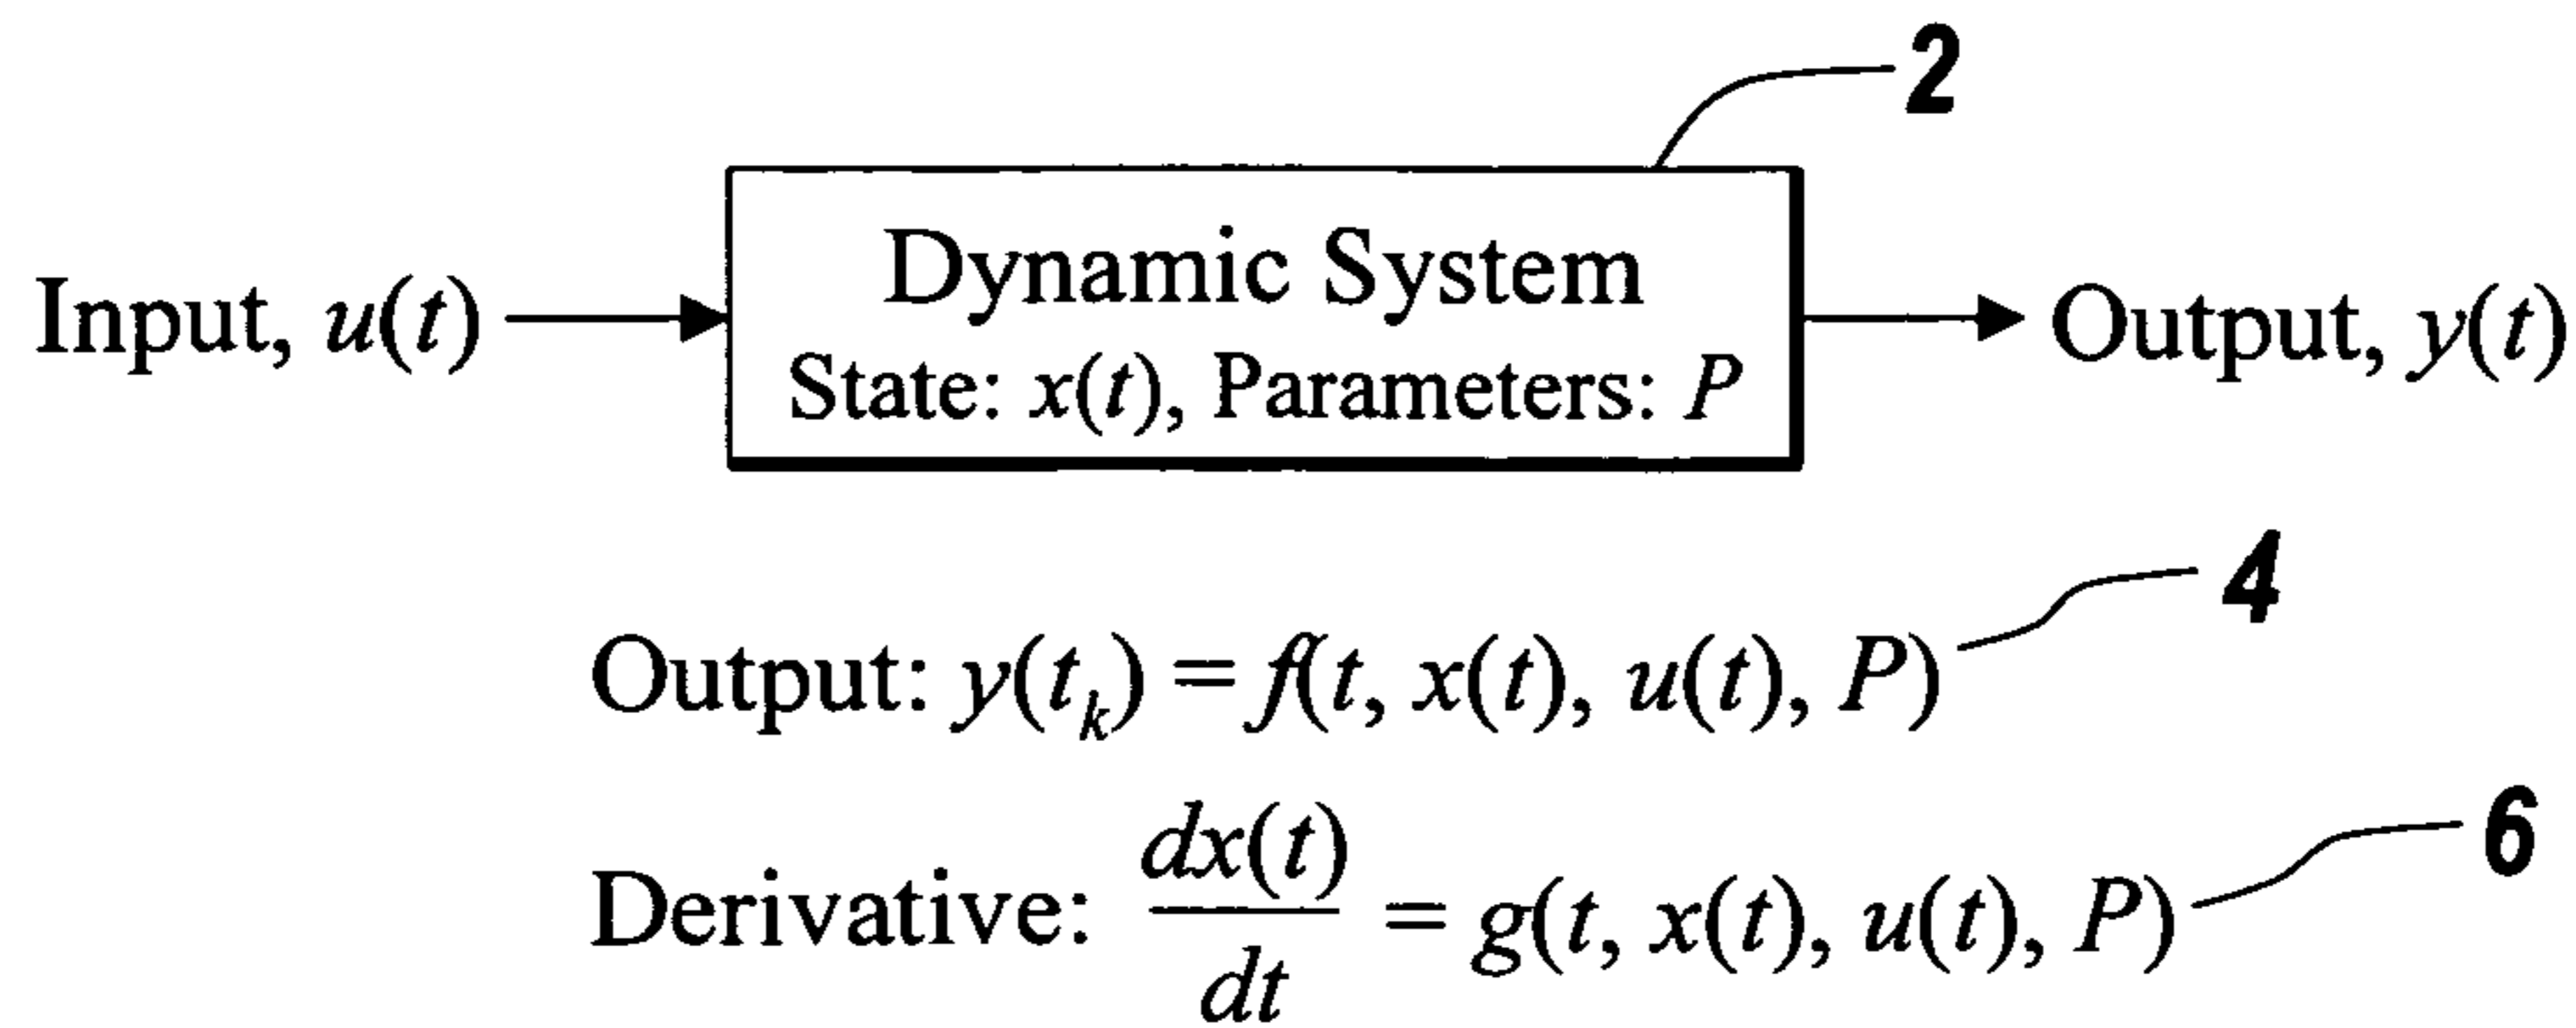 2
Dynamic System
Input, u(t)
State: x(t), Parameters: P
Output, y(t)
4
Output: y(t_k) = f(t, x(t), u(t), P)
6
Derivative: dx(t)/dt = g(t, x(t), u(t), P)